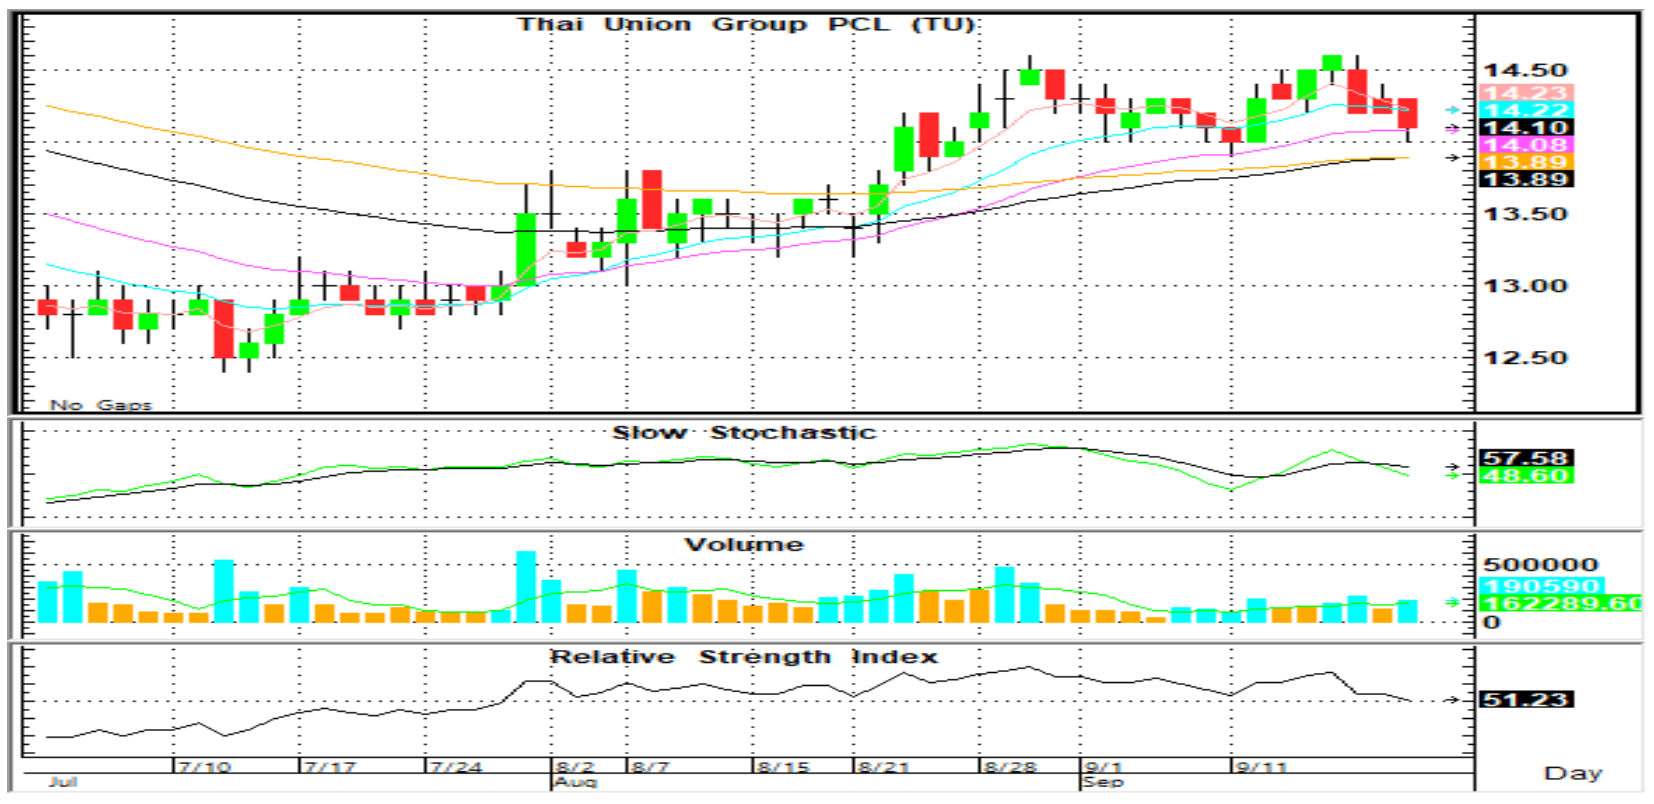 Thai Union Group PCL (TU)
14.50
14.23
14.22
14.10
14.08
13.89
13.89
13.50
13.00
12.50
No Gaps
Slow Stochastic
57.58
48.60
Volume
500000
190590
162289.60
0
Relative Strength Index
51.23
7/10 7/17 7/24 8/2 8/7 8/15 8/21 8/28 9/1 9/11
Jul Aug Sep Day